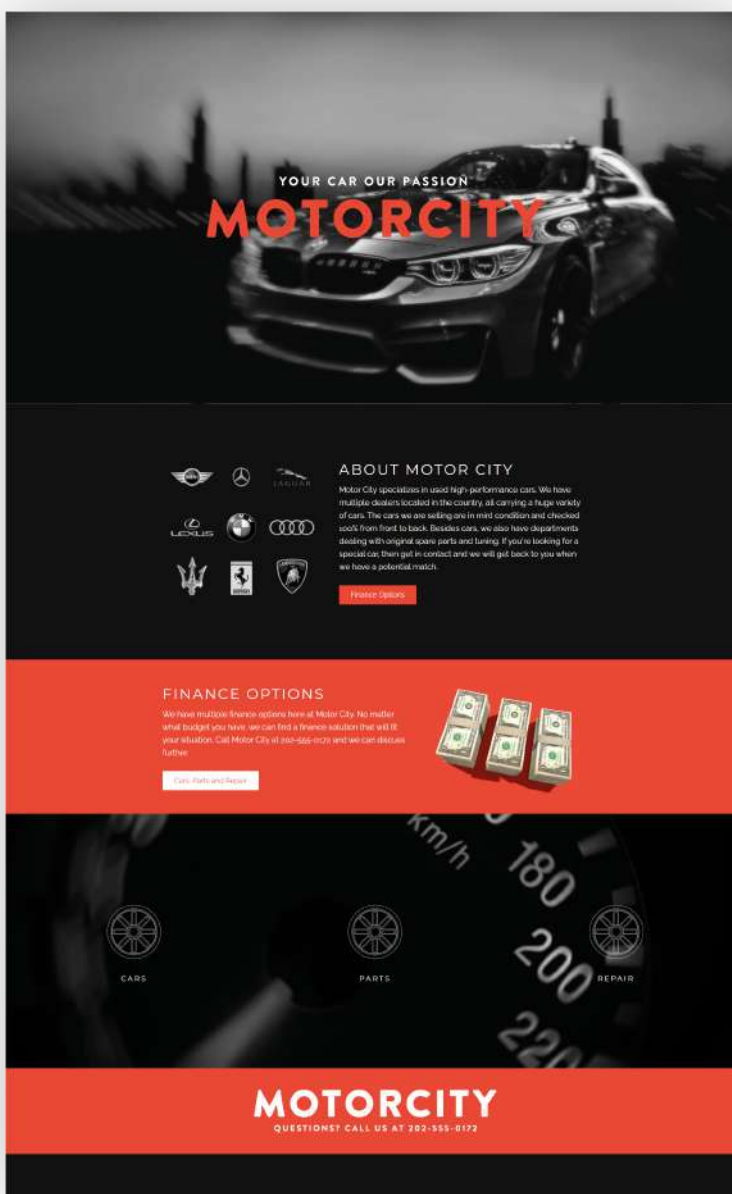 YOUR CAR OUR PASSION
MOTORCITY
JAGUAR
LEXUS
ABOUT MOTOR CITY
Motor City specializes in used high-performance cars. We have
multiple dealers located in the country, all carrying a huge variety
of cars. The cars we are selling are in mint condition and checked
100% from front to back. Besides cars, we also have departments
dealing with original spare parts and tuning. If you're looking for a
special car, then get in contact and we will get back to you when
we have a potential match.
Finance Options
FINANCE OPTIONS
We have multiple finance options here at Motor City. No matter
what budget you have, we can find a finance solution that will fit
your situation. Call Motor City at 202-555-0172 and we can discuss
further.
Cars, Parts and Repair
km/h
180
200
220
CARS
PARTS
REPAIR
MOTORCITY
QUESTIONS? CALL US AT 202-555-0172